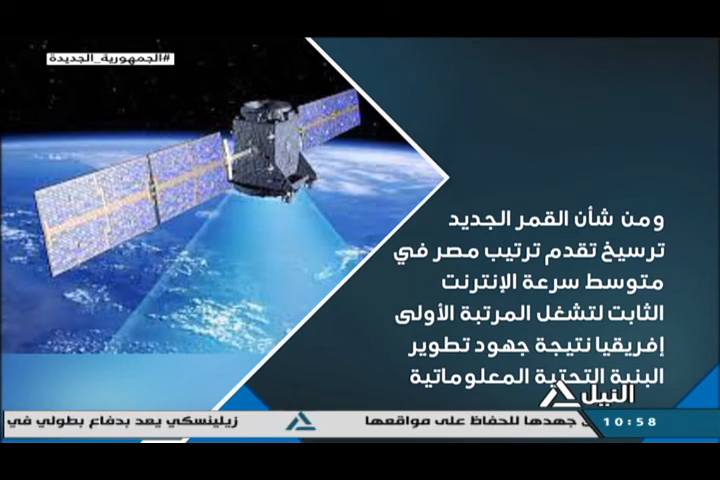 #الجمهورية_الجديدة
ومن شأن القمر الجديد
ترسيخ تقدم ترتيب مصر في
متوسط سرعة الإنترنت
الثابت لتشغل المرتبة الأولى
إفريقيا نتيجة جهود تطوير
البنية التحتية المعلوماتية
النيل
10:58
جهدها للحفاظ على مواقعها
زيلينسكي يعد بدفاع بطولي في